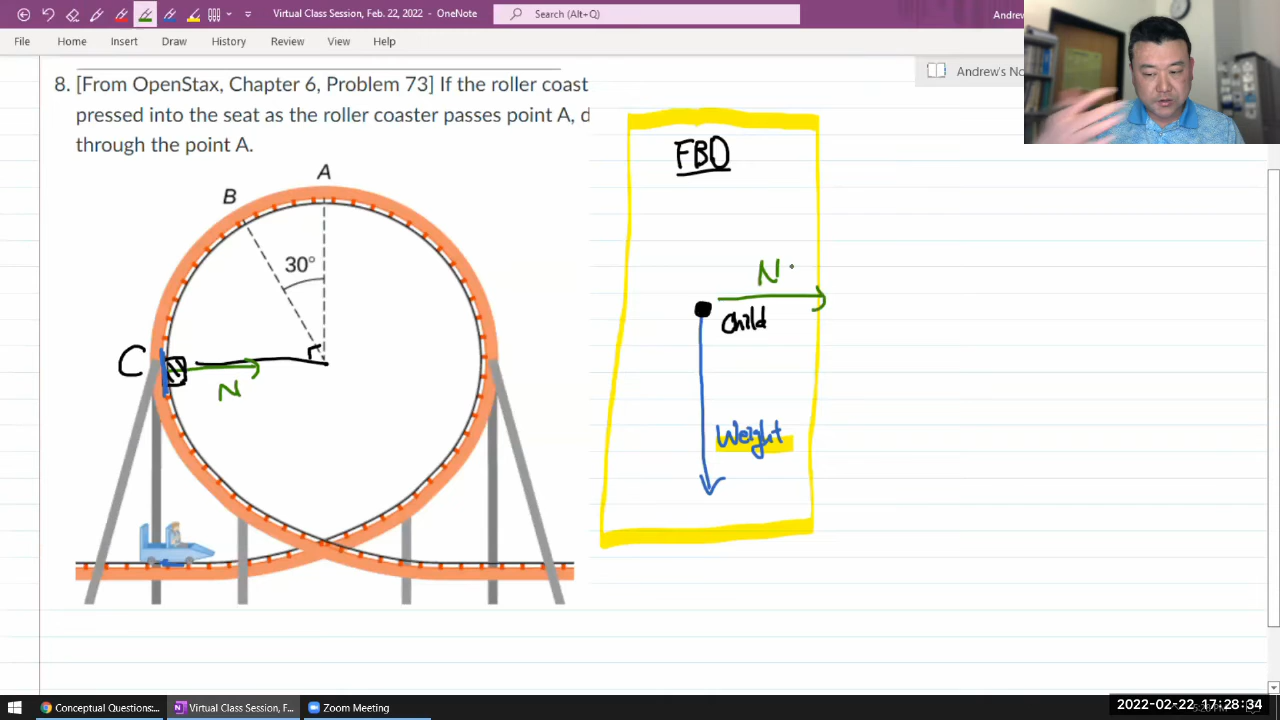 Virtual Class Session, Feb. 22, 2022 - OneNote
Search (Alt+Q)
Andrew
File Home Insert Draw History Review View Help
Andrew's No
8. [From OpenStax, Chapter 6, Problem 73] If the roller coast
pressed into the seat as the roller coaster passes point A, d
through the point A.
FBD
A
B
30°
N
Child
C
N
Weight
Conceptual Questions:...
Virtual Class Session, F...
Zoom Meeting
2022-02-22 17:28:34